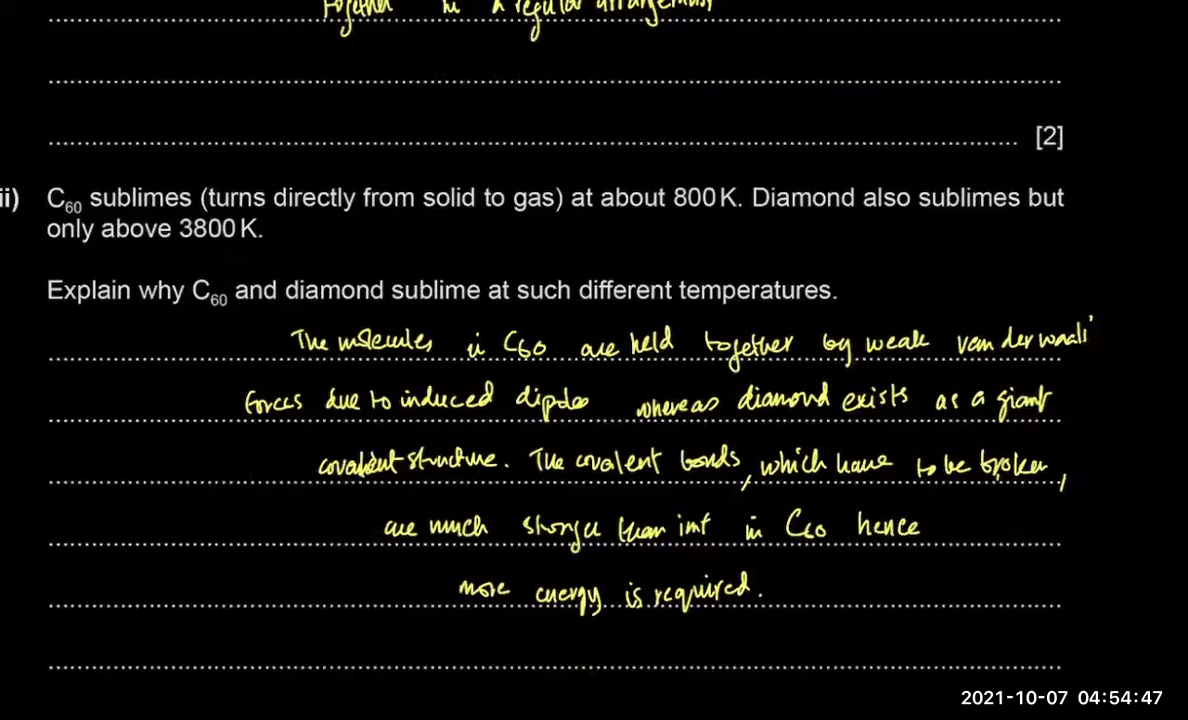 together in a regular arrangement
[2]
ii) C60 sublimes (turns directly from solid to gas) at about 800 K. Diamond also sublimes but
only above 3800 K.
Explain why C60 and diamond sublime at such different temperatures.
The molecules in C60 are held together by weak van der waals'
forces due to induced dipoles whereas diamond exists as a giant
covalent structure. The covalent bonds, which have to be broken,
are much stronger than imf in C60 hence
more energy is required.
2021-10-07 04:54:47